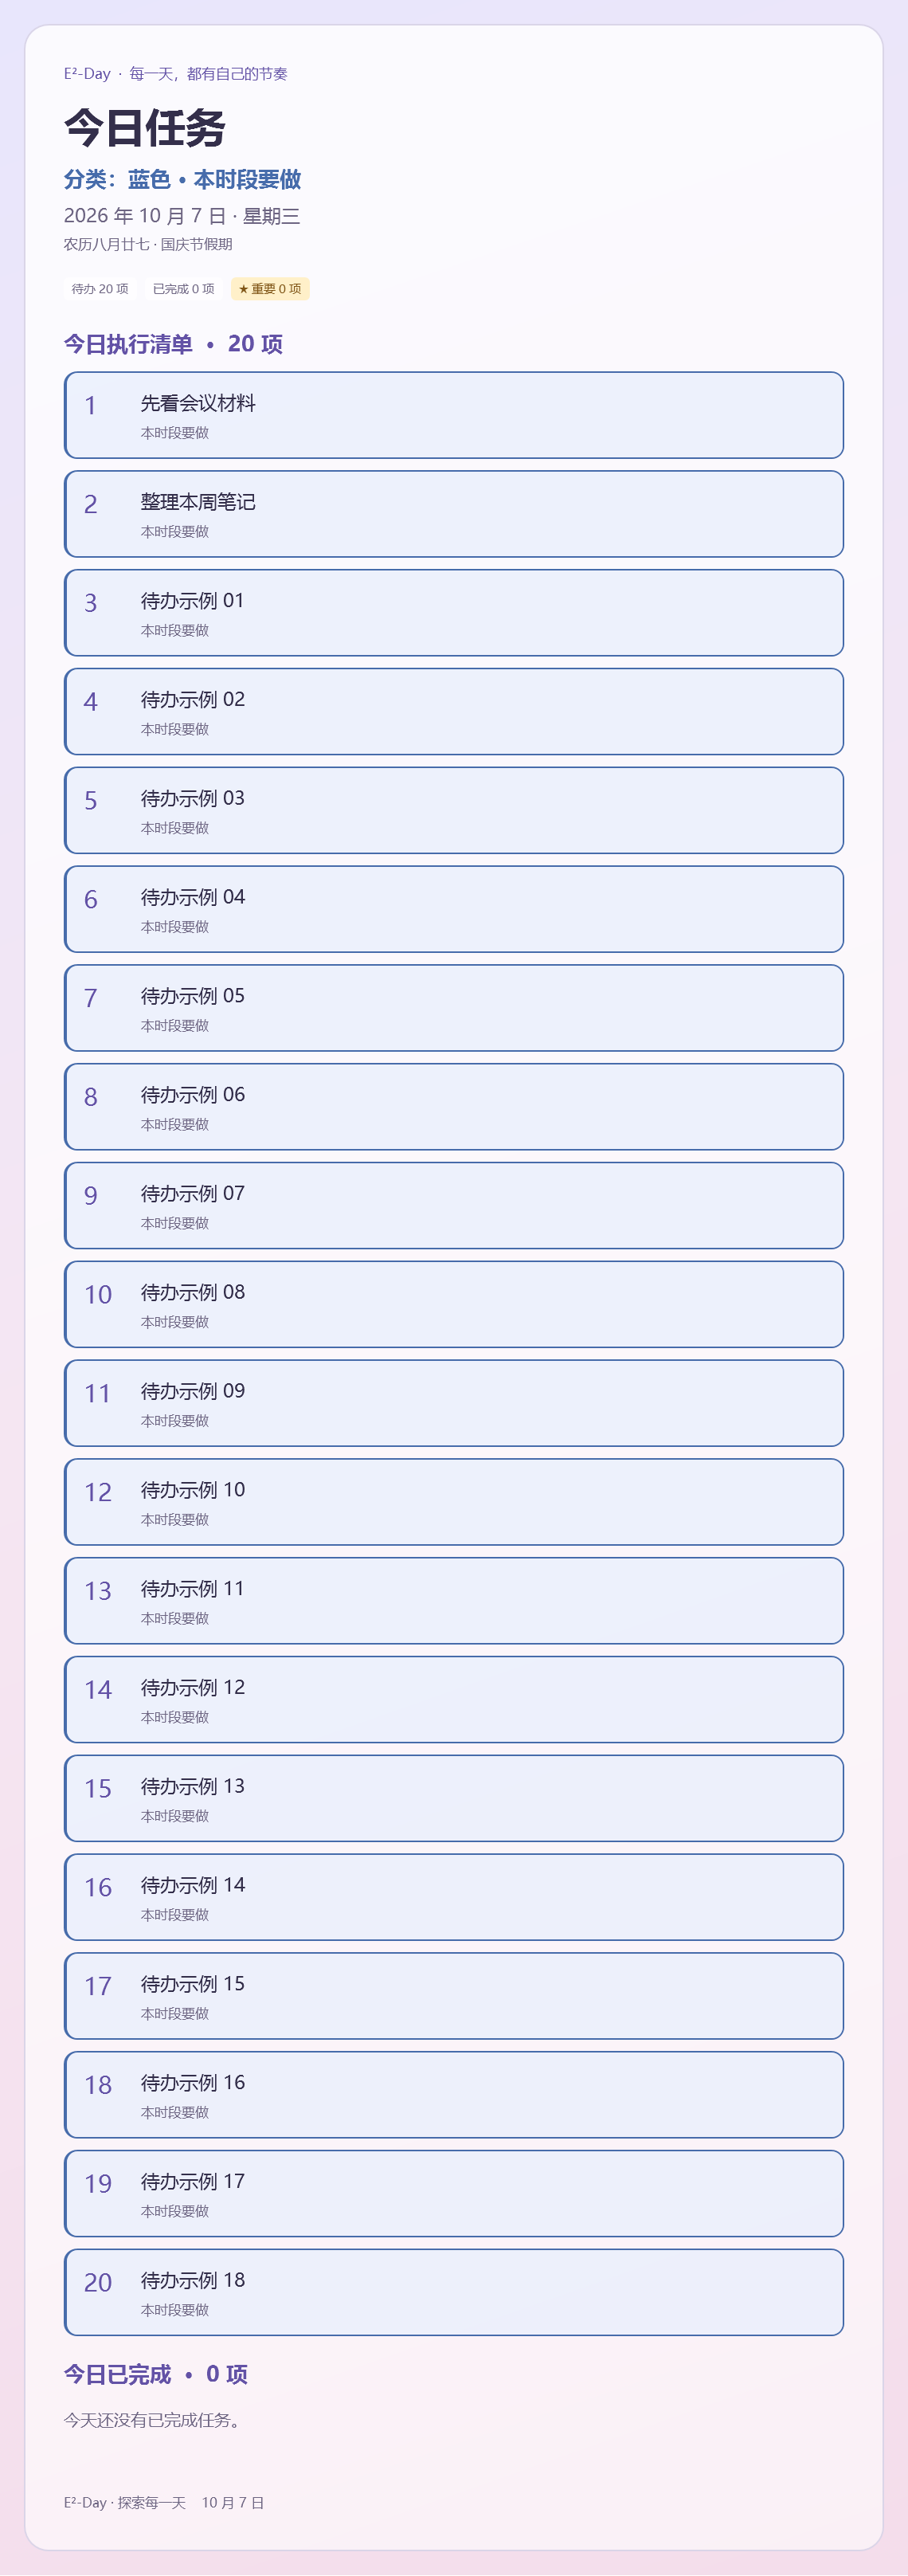 E²-Day · 每一天，都有自己的节奏
今日任务
分类：蓝色 • 本时段要做
2026 年 10 月 7 日 · 星期三
农历八月廿七 · 国庆节假期
待办 20 项 已完成 0 项 ★ 重要 0 项
今日执行清单 • 20 项
1 先看会议材料
本时段要做
2 整理本周笔记
本时段要做
3 待办示例 01
本时段要做
4 待办示例 02
本时段要做
5 待办示例 03
本时段要做
6 待办示例 04
本时段要做
7 待办示例 05
本时段要做
8 待办示例 06
本时段要做
9 待办示例 07
本时段要做
10 待办示例 08
本时段要做
11 待办示例 09
本时段要做
12 待办示例 10
本时段要做
13 待办示例 11
本时段要做
14 待办示例 12
本时段要做
15 待办示例 13
本时段要做
16 待办示例 14
本时段要做
17 待办示例 15
本时段要做
18 待办示例 16
本时段要做
19 待办示例 17
本时段要做
20 待办示例 18
本时段要做
今日已完成 • 0 项
今天还没有已完成任务。
E²-Day · 探索每一天 10 月 7 日